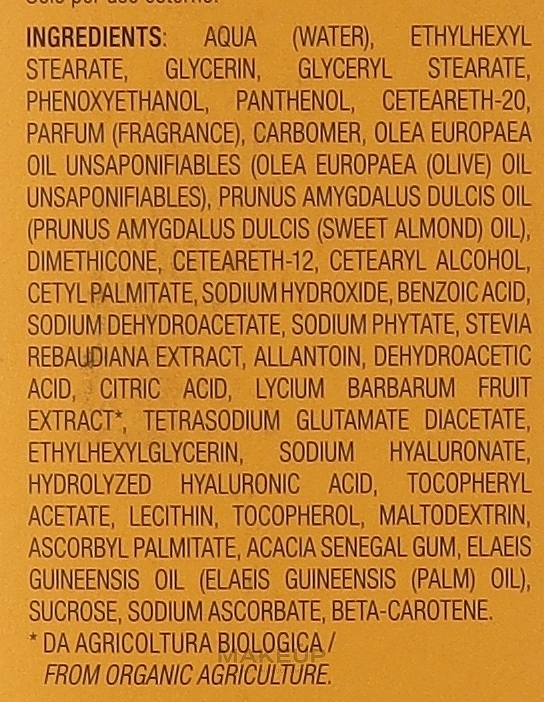 Solo per uso esterno.
INGREDIENTS: AQUA (WATER), ETHYLHEXYL
STEARATE, GLYCERIN, GLYCERYL STEARATE,
PHENOXYETHANOL, PANTHENOL, CETEARETH-20,
PARFUM (FRAGRANCE), CARBOMER, OLEA EUROPAEA
OIL UNSAPONIFIABLES (OLEA EUROPAEA (OLIVE) OIL
UNSAPONIFIABLES), PRUNUS AMYGDALUS DULCIS OIL
(PRUNUS AMYGDALUS DULCIS (SWEET ALMOND) OIL),
DIMETHICONE, CETEARETH-12, CETEARYL ALCOHOL,
CETYL PALMITATE, SODIUM HYDROXIDE, BENZOIC ACID,
SODIUM DEHYDROACETATE, SODIUM PHYTATE, STEVIA
REBAUDIANA EXTRACT, ALLANTOIN, DEHYDROACETIC
ACID, CITRIC ACID, LYCIUM BARBARUM FRUIT
EXTRACT*, TETRASODIUM GLUTAMATE DIACETATE,
ETHYLHEXYLGLYCERIN, SODIUM HYALURONATE,
HYDROLYZED HYALURONIC ACID, TOCOPHERYL
ACETATE, LECITHIN, TOCOPHEROL, MALTODEXTRIN,
ASCORBYL PALMITATE, ACACIA SENEGAL GUM, ELAEIS
GUINEENSIS OIL (ELAEIS GUINEENSIS (PALM) OIL),
SUCROSE, SODIUM ASCORBATE, BETA-CAROTENE.
* DA AGRICOLTURA BIOLOGICA /
MAKEUP
FROM ORGANIC AGRICULTURE.